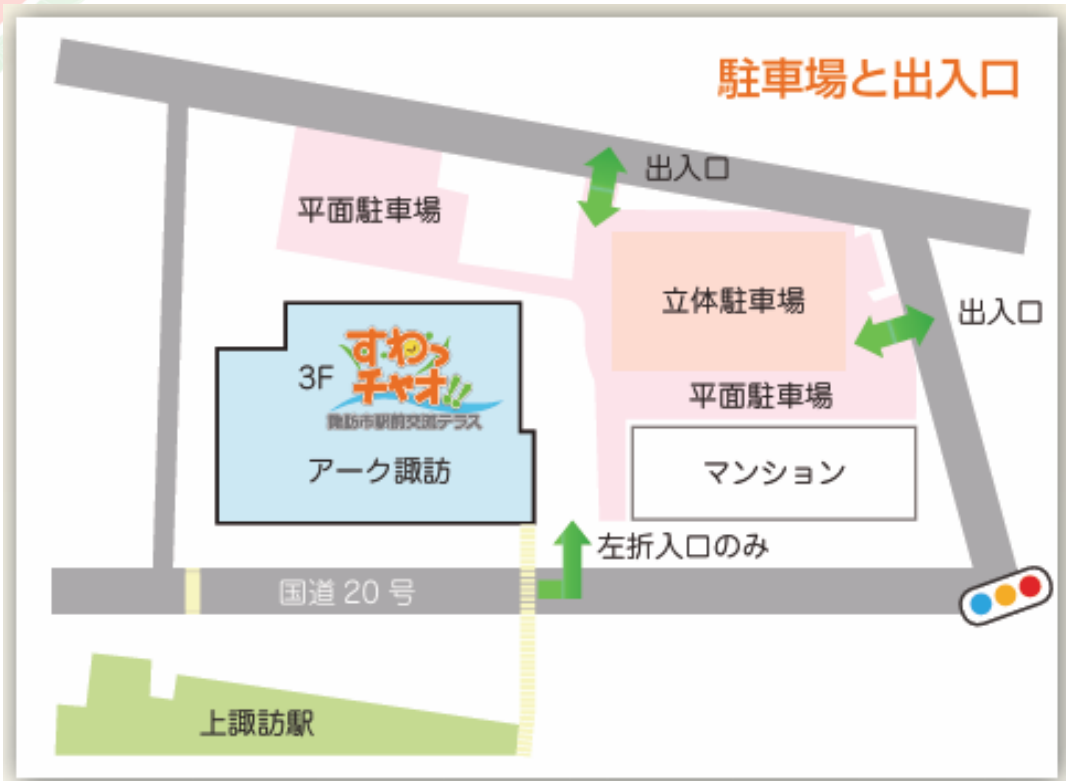 駐車場と出入口
出入口
平面駐車場
立体駐車場
出入口
すわっ
チャオ!!
3F
諏訪市駅前交流テラス
平面駐車場
アーク諏訪
マンション
左折入口のみ
国道 20 号
上諏訪駅